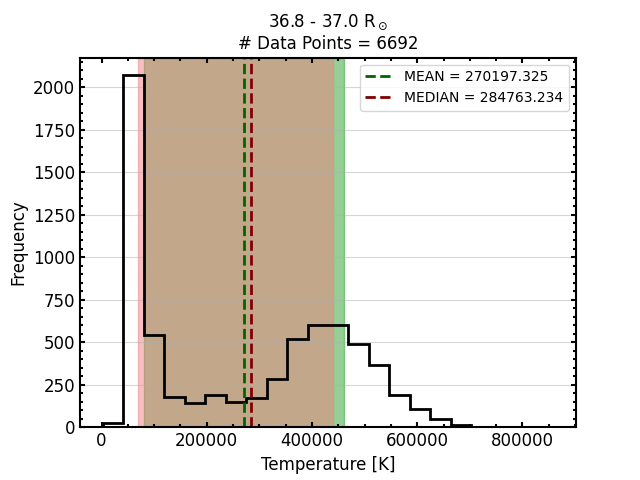 36.8 - 37.0 R⊙
# Data Points = 6692
MEAN = 270197.325
MEDIAN = 284763.234
Frequency
2000
1750
1500
1250
1000
750
500
250
0
0 200000 400000 600000 800000
Temperature [K]